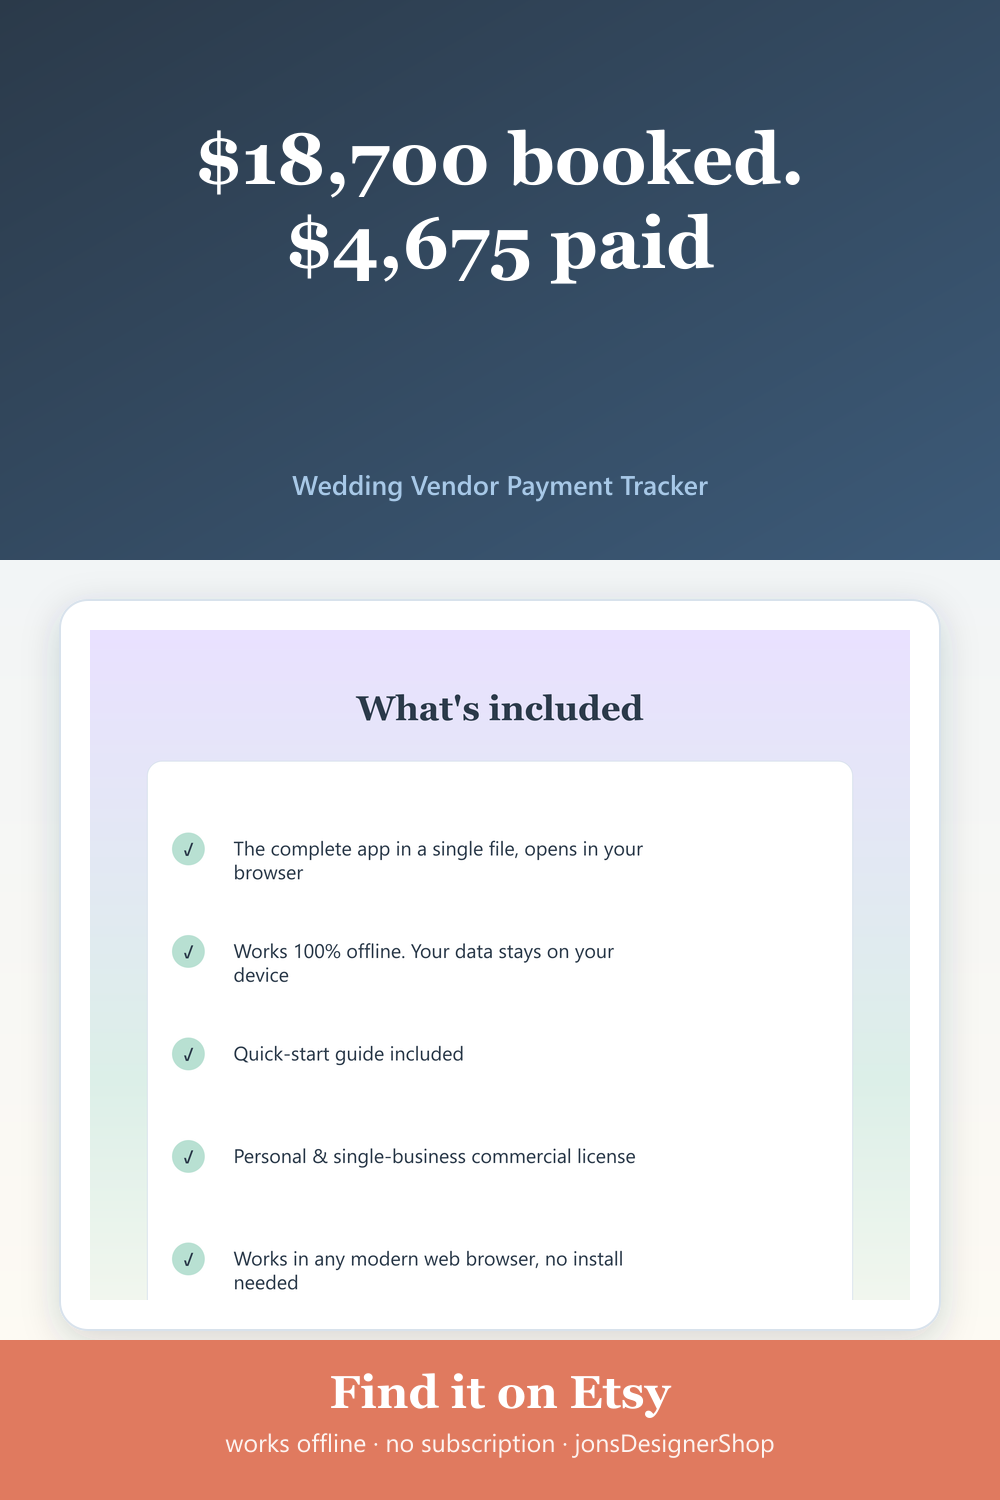 $18,700 booked.
$4,675 paid
Wedding Vendor Payment Tracker
What's included
✓ The complete app in a single file, opens in your
browser
✓ Works 100% offline. Your data stays on your
device
✓ Quick-start guide included
✓ Personal & single-business commercial license
✓ Works in any modern web browser, no install
needed
Find it on Etsy
works offline · no subscription · jonsDesignerShop